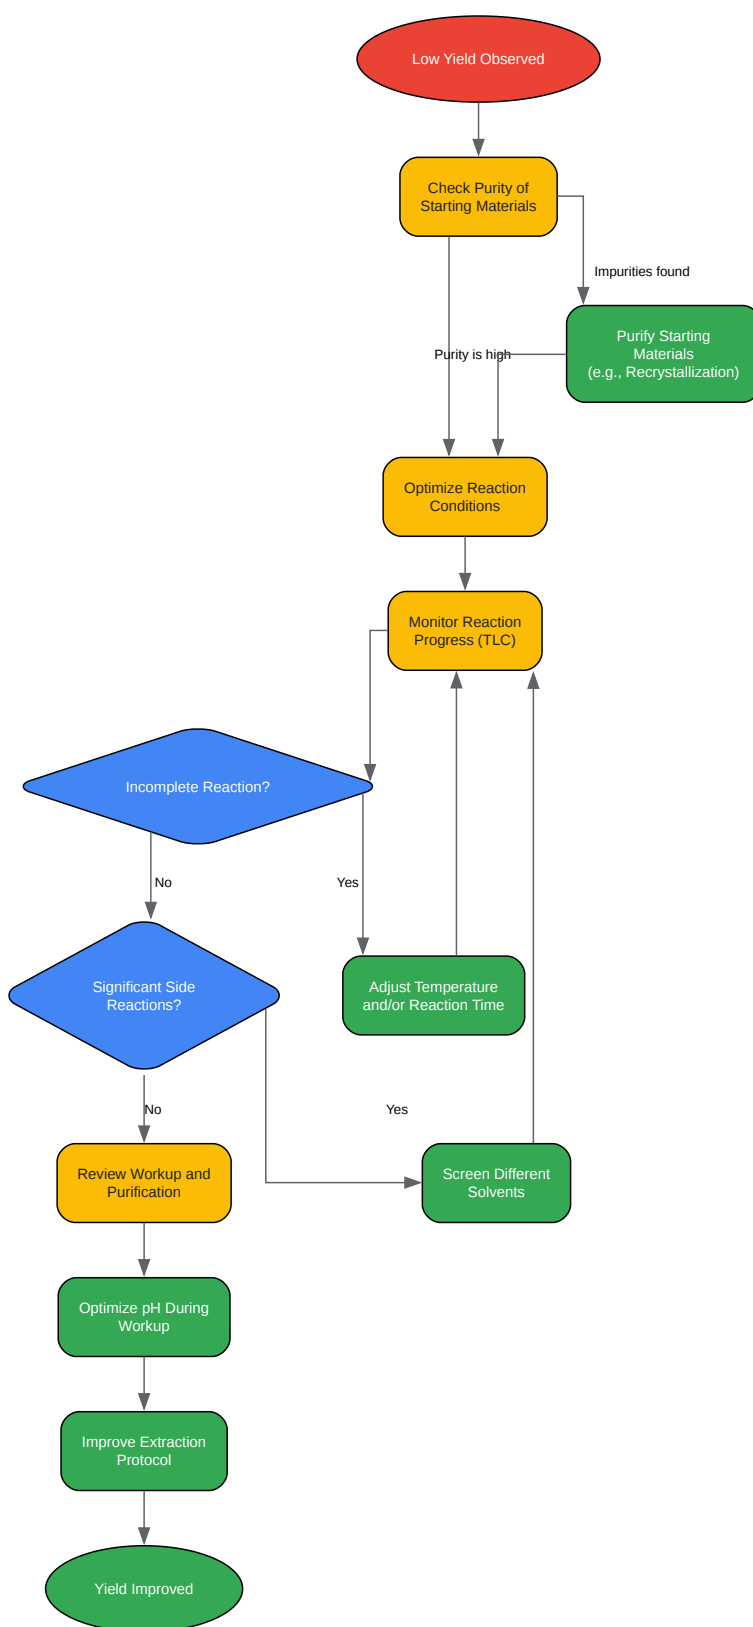 Low Yield Observed
Check Purity of
Starting Materials
Impurities found
Purify Starting
Materials
(e.g., Recrystallization)
Purity is high
Optimize Reaction
Conditions
Monitor Reaction
Progress (TLC)
Incomplete Reaction?
No
Yes
Significant Side
Reactions?
Adjust Temperature
and/or Reaction Time
No
Yes
Review Workup and
Purification
Screen Different
Solvents
Optimize pH During
Workup
Improve Extraction
Protocol
Yield Improved